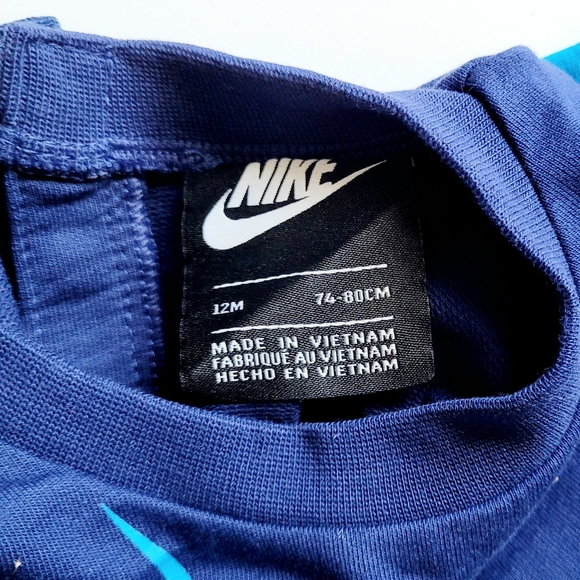 NIKE
12M 74-80CM
MADE IN VIETNAM
FABRIQUÉ AU VIETNAM
HECHO EN VIETNAM